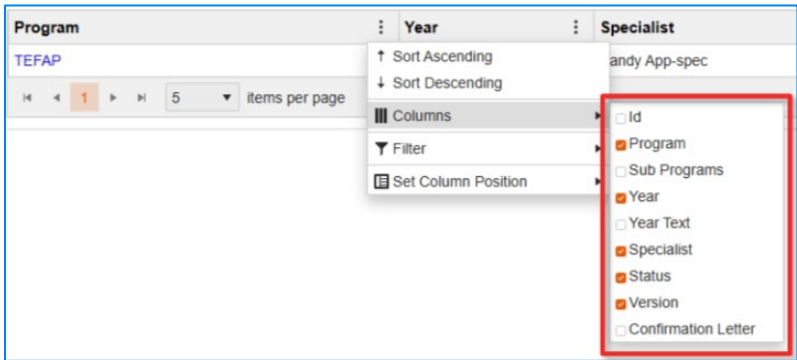 Program Year Specialist
TEFAP andy App-spec
1 5 items per page
Sort Ascending
Sort Descending
Columns
Filter
Set Column Position
Id
Program
Sub Programs
Year
Year Text
Specialist
Status
Version
Confirmation Letter